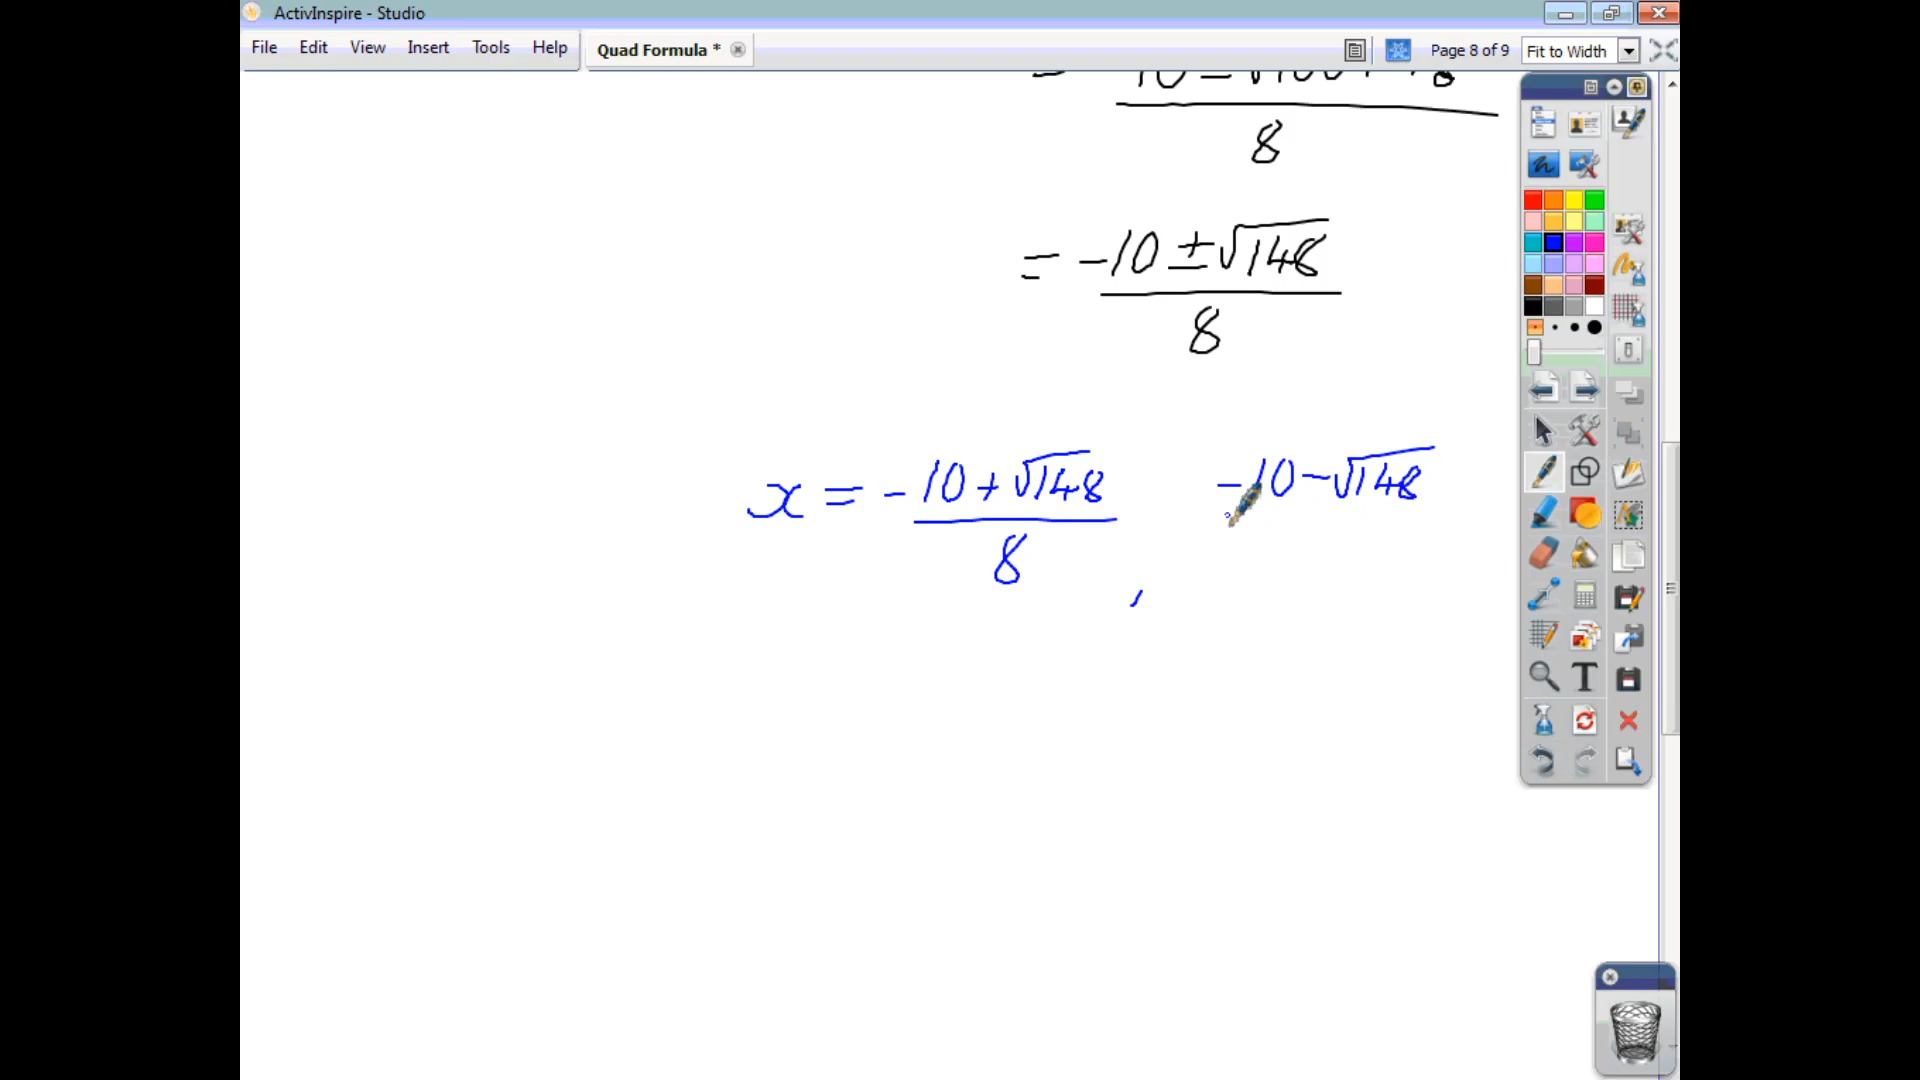 ActivInspire - Studio
File Edit View Insert Tools Help Quad Formula * Page 8 of 9 Fit to Width
8
= -10 ± √148
8
x = -10 + √148 -10 - √148
8 ,